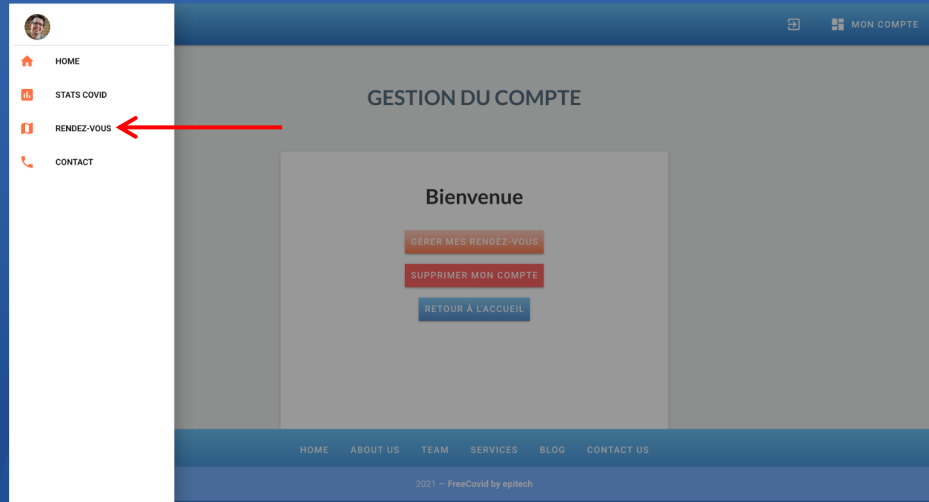 MON COMPTE
HOME
STATS COVID
RENDEZ-VOUS
CONTACT
GESTION DU COMPTE
Bienvenue
GÉRER MES RENDEZ-VOUS
SUPPRIMER MON COMPTE
RETOUR À L'ACCUEIL
HOME ABOUT US TEAM SERVICES BLOG CONTACT US
2021 — FreeCovid by epitech